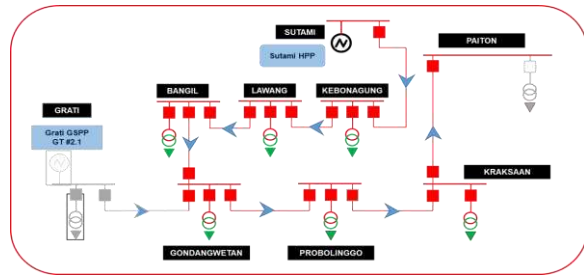 SUTAMI
Sutami HPP
PAITON
BANGIL
LAWANG
KEBONAGUNG
GRATI
Grati GSPP
GT #2.1
KRAKSAAN
GONDANGWETAN
PROBOLINGGO